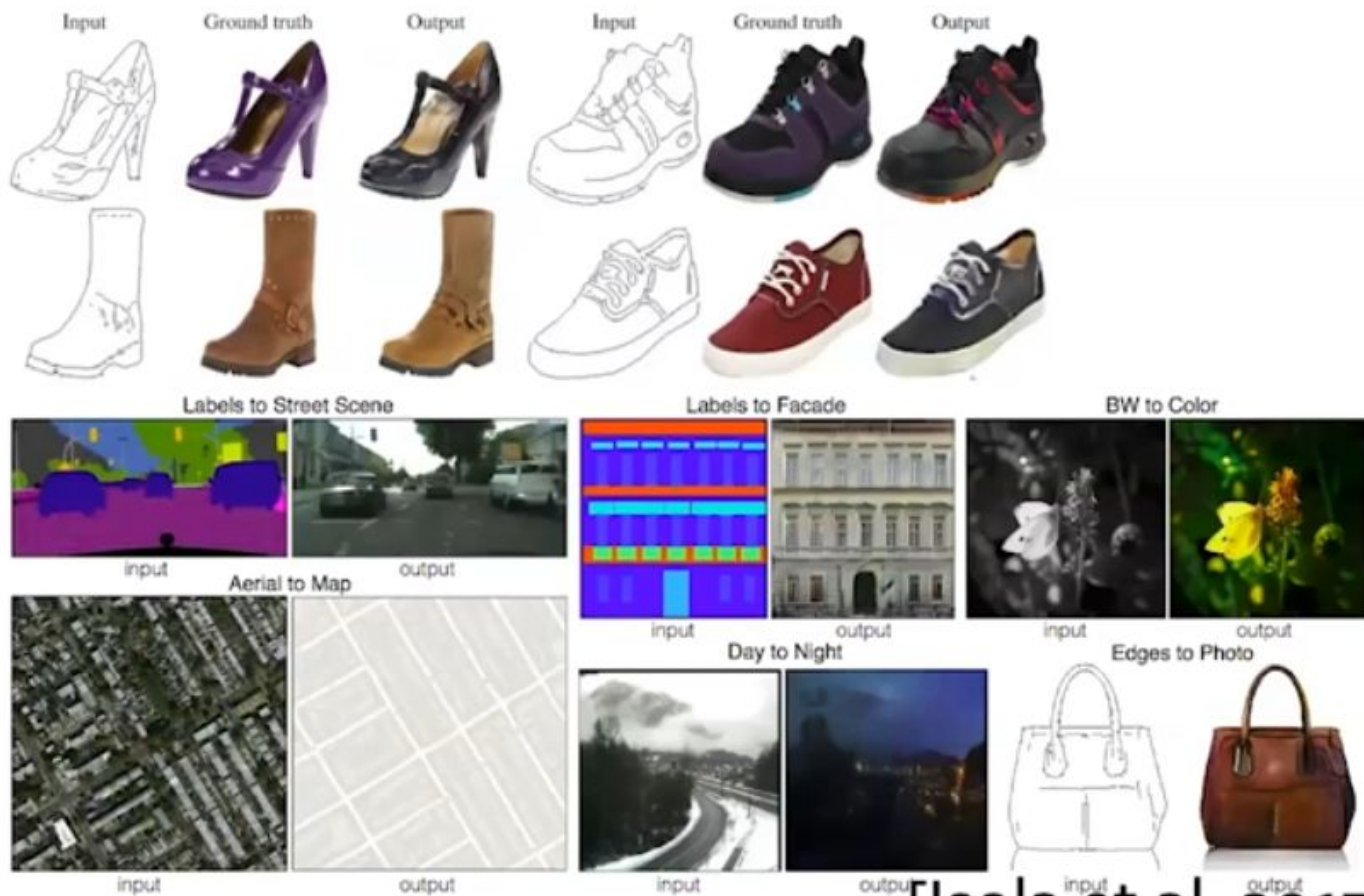 Input Ground truth Output Input Ground truth Output
Labels to Street Scene
input output
Aerial to Map
input output
Labels to Facade
input output
BW to Color
input output
Day to Night
input output
Edges to Photo
input output
et al